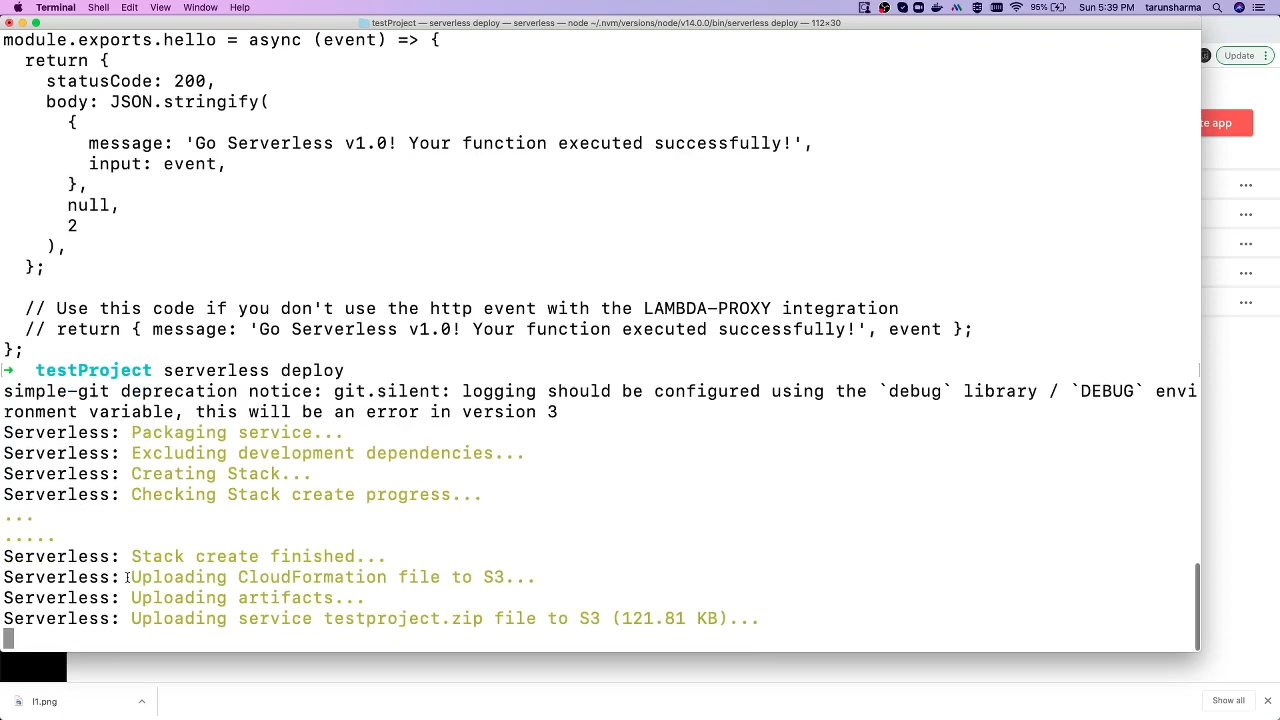 Terminal Shell Edit View Window Help
95% Sun 5:39 PM tarunsharma
testProject — serverless deploy — serverless — node ~/.nvm/versions/node/v14.0.0/bin/serverless deploy — 112×30
module.exports.hello = async (event) => {
  return {
    statusCode: 200,
    body: JSON.stringify(
      {
        message: 'Go Serverless v1.0! Your function executed successfully!',
        input: event,
      },
      null,
      2
    ),
  };

  // Use this code if you don't use the http event with the LAMBDA-PROXY integration
  // return { message: 'Go Serverless v1.0! Your function executed successfully!', event };
};
➜  testProject serverless deploy
simple-git deprecation notice: git.silent: logging should be configured using the `debug` library / `DEBUG` envi
ronment variable, this will be an error in version 3
Serverless: Packaging service...
Serverless: Excluding development dependencies...
Serverless: Creating Stack...
Serverless: Checking Stack create progress...
...
.....
Serverless: Stack create finished...
Serverless: Uploading CloudFormation file to S3...
Serverless: Uploading artifacts...
Serverless: Uploading service testproject.zip file to S3 (121.81 KB)...
Update
te app
l1.png
Show all